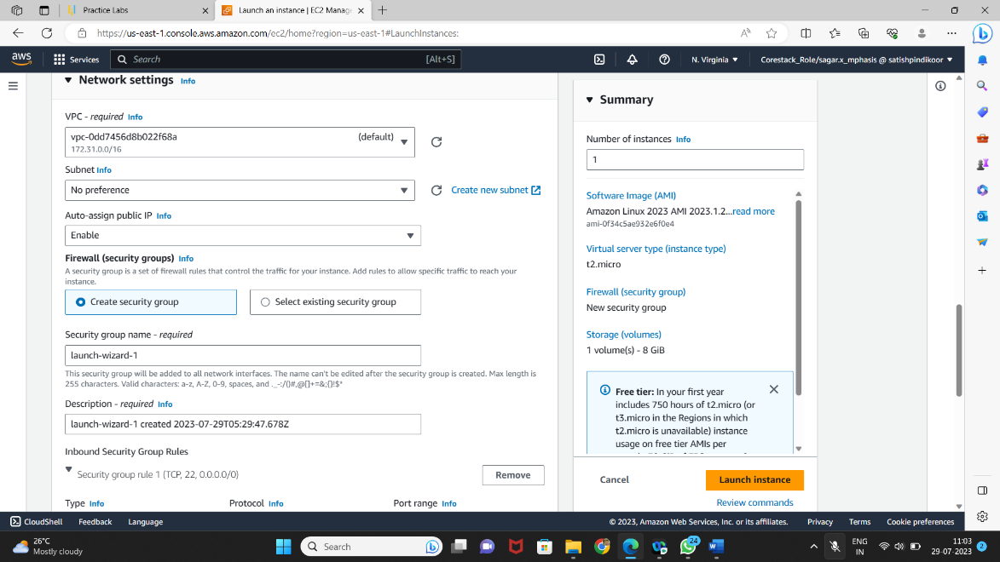 Practice Labs
Launch an instance | EC2 Manage
https://us-east-1.console.aws.amazon.com/ec2/home?region=us-east-1#LaunchInstances:
aws
Services
Search
[Alt+S]
N. Virginia
Corestack_Role/sagar.x_mphasis @ satishpindikoor
Network settings Info
VPC - required Info
vpc-0dd7456d8b022f68a (default)
172.31.0.0/16
Subnet Info
No preference
Create new subnet
Auto-assign public IP Info
Enable
Firewall (security groups) Info
A security group is a set of firewall rules that control the traffic for your instance. Add rules to allow specific traffic to reach your
instance.
Create security group
Select existing security group
Security group name - required
launch-wizard-1
This security group will be added to all network interfaces. The name can't be edited after the security group is created. Max length is
255 characters. Valid characters: a-z, A-Z, 0-9, spaces, and ._-:/()#,@[]+=&;{}!$*
Description - required Info
launch-wizard-1 created 2023-07-29T05:29:47.678Z
Inbound Security Group Rules
Security group rule 1 (TCP, 22, 0.0.0.0/0)
Remove
Type Info
Protocol Info
Port range Info
Summary
Number of instances Info
1
Software Image (AMI)
Amazon Linux 2023 AMI 2023.1.2...read more
ami-0f34c5ae932e6f0e4
Virtual server type (instance type)
t2.micro
Firewall (security group)
New security group
Storage (volumes)
1 volume(s) - 8 GiB
Free tier: In your first year
includes 750 hours of t2.micro (or
t3.micro in the Regions in which
t2.micro is unavailable) instance
usage on free tier AMIs per
Cancel
Launch instance
Review commands
CloudShell
Feedback
Language
© 2023, Amazon Web Services, Inc. or its affiliates.
Privacy
Terms
Cookie preferences
26°C
Mostly cloudy
Search
24
ENG
IN
11:03
29-07-2023
2